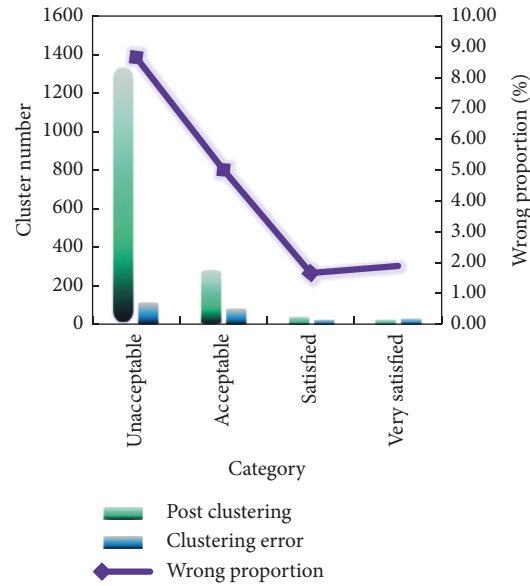 1600
1400
1200
1000
800
600
400
200
0
Cluster number
10.00
9.00
8.00
7.00
6.00
5.00
4.00
3.00
2.00
1.00
0.00
Wrong proportion (%)
Unacceptable
Acceptable
Satisfied
Very satisfied
Category
Post clustering
Clustering error
Wrong proportion